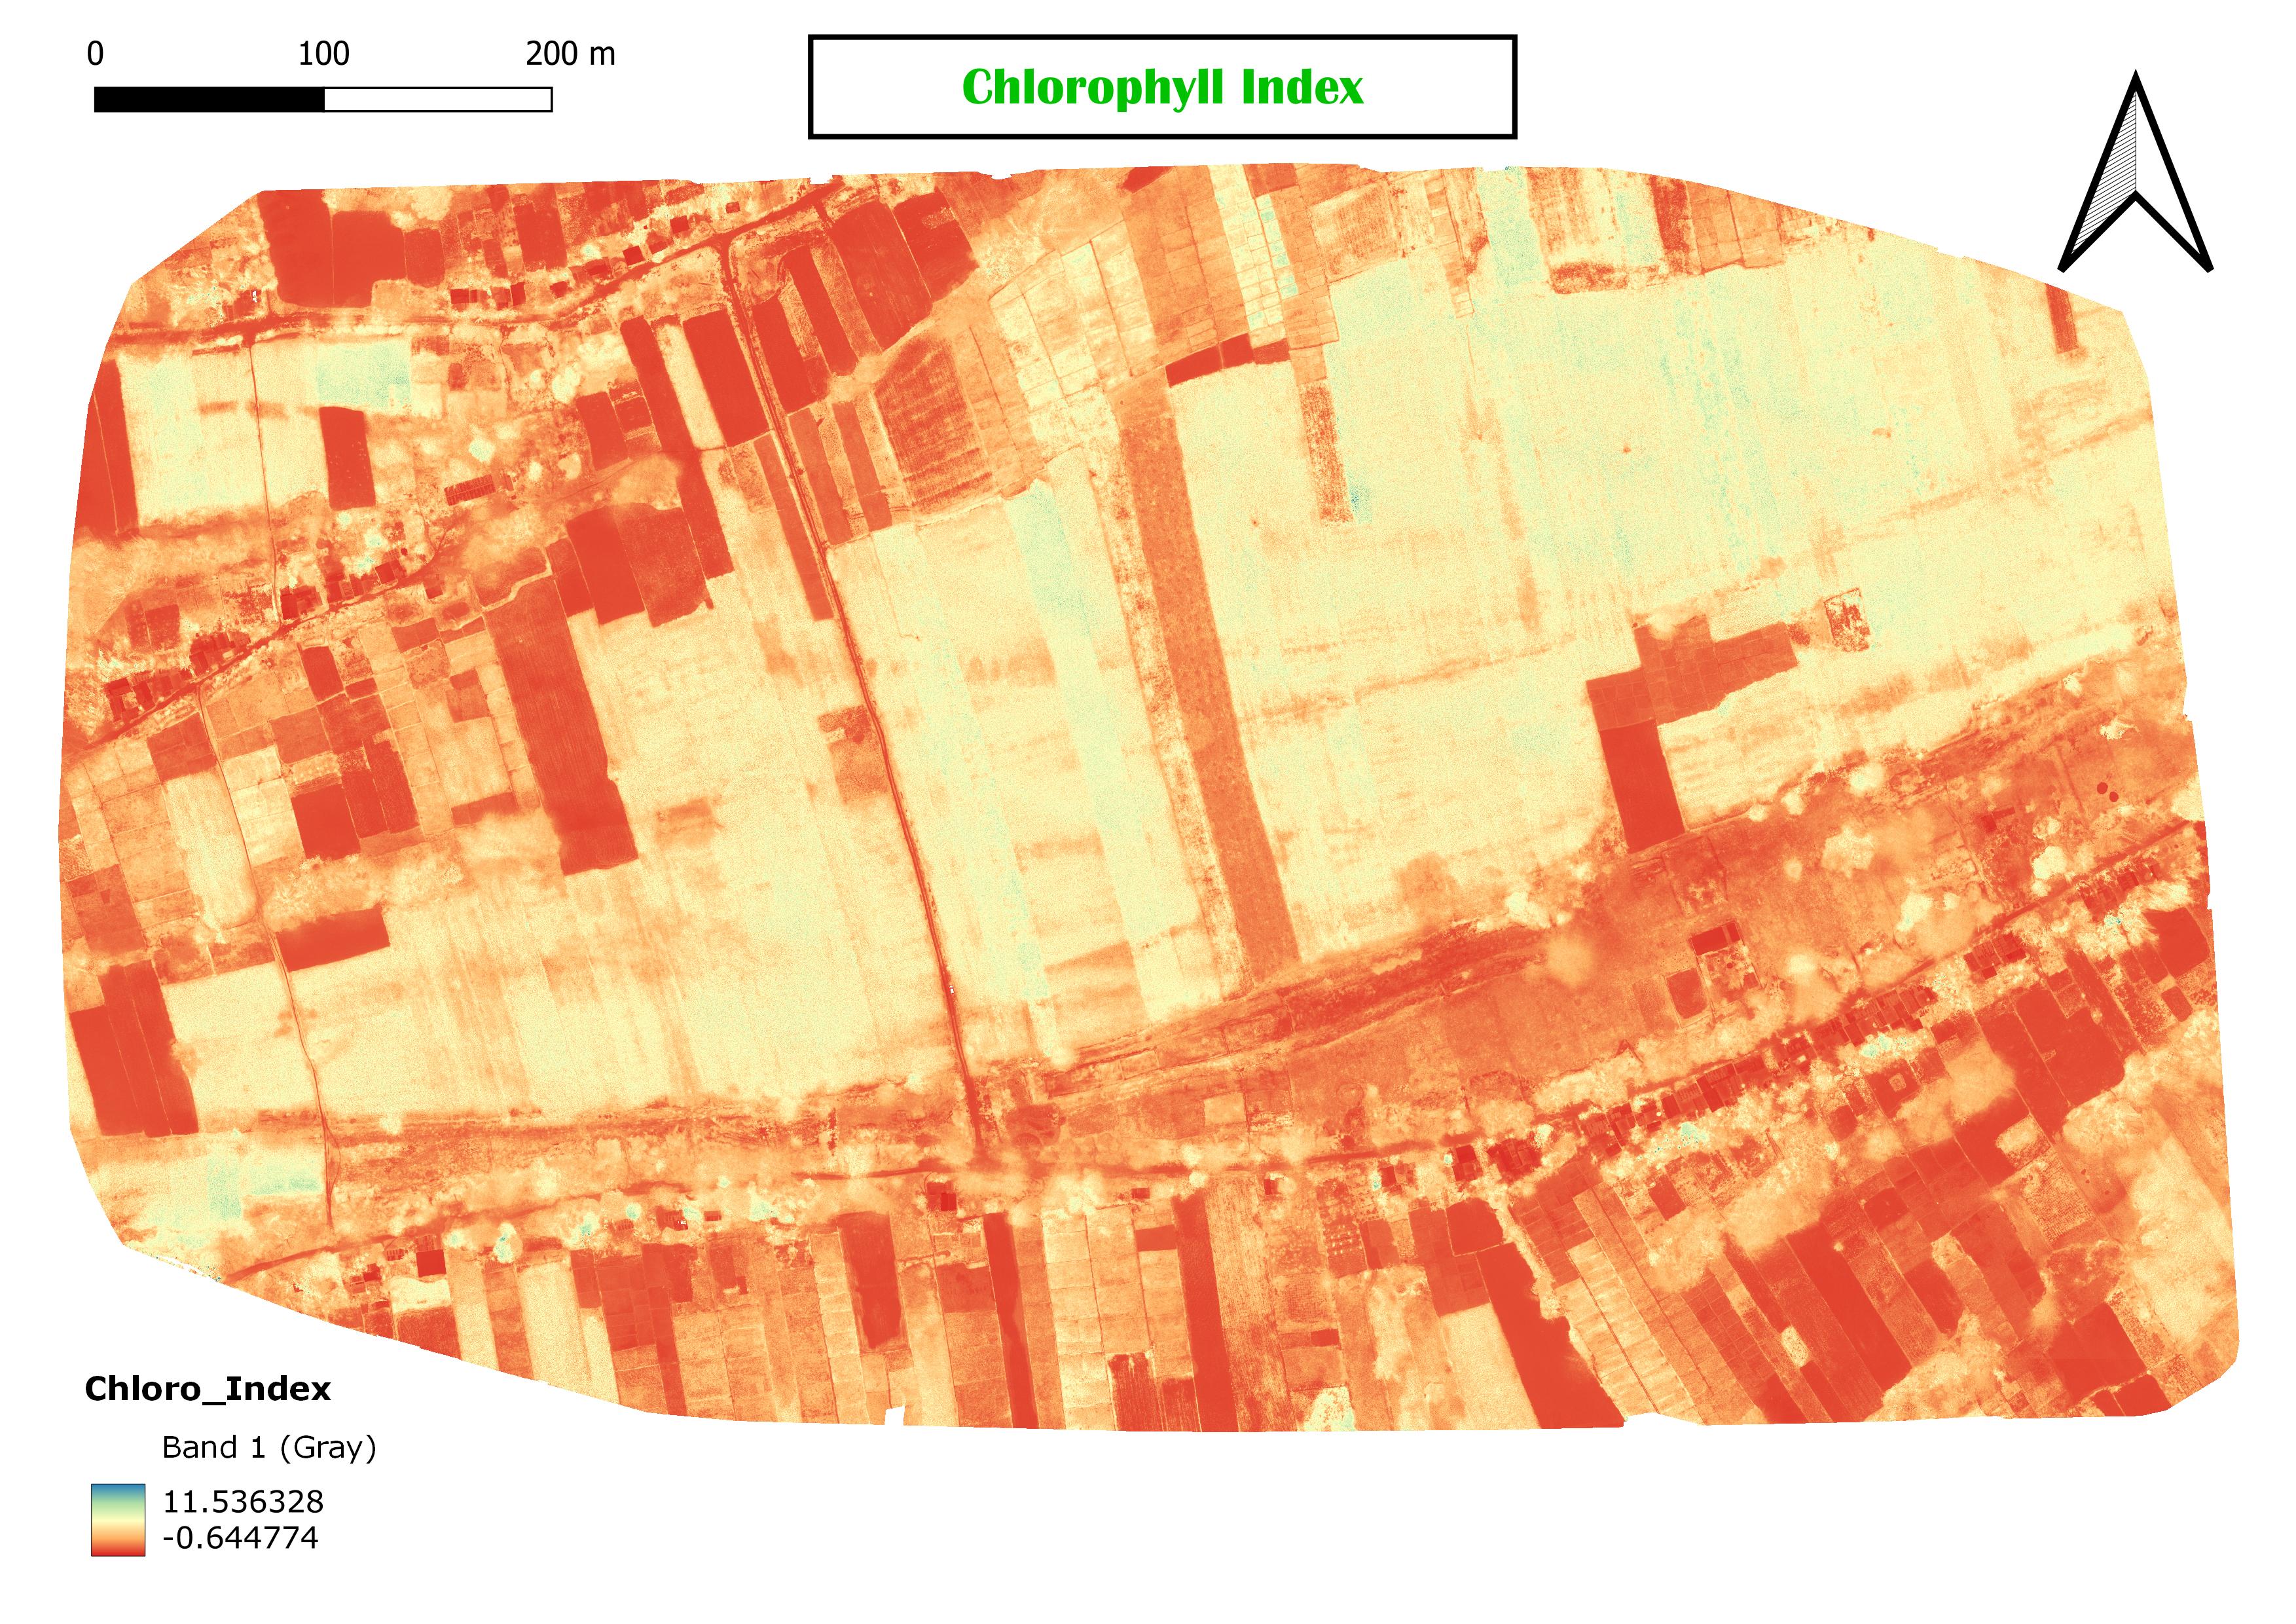 0 100 200 m
Chlorophyll Index
Chloro_Index
Band 1 (Gray)
11.536328
-0.644774